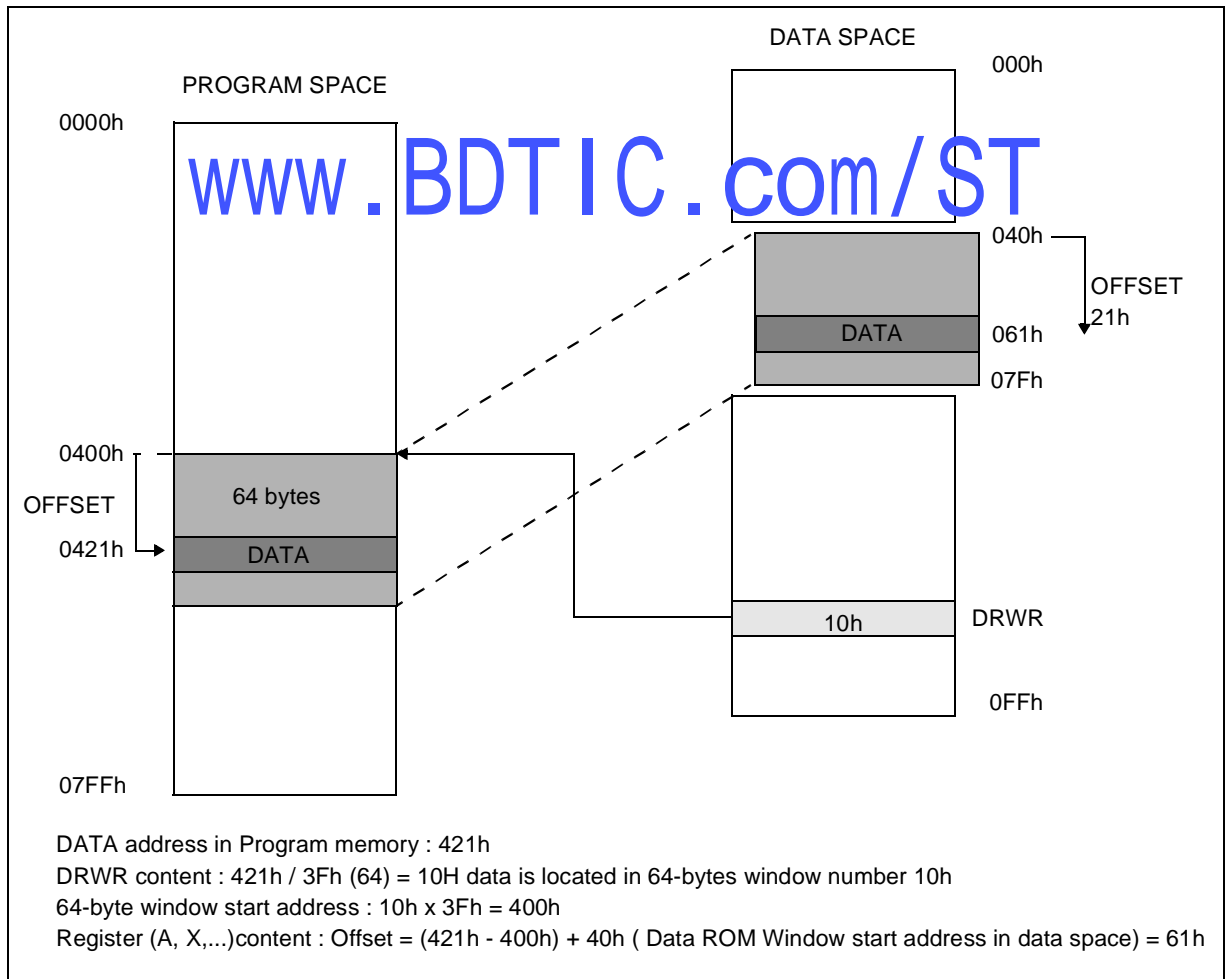 DATA SPACE
000h
PROGRAM SPACE
0000h
www.BDTIC.com/ST
040h
OFFSET
21h
DATA
061h
07Fh
0400h
64 bytes
OFFSET
0421h
DATA
10h
DRWR
0FFh
07FFh
DATA address in Program memory : 421h
DRWR content : 421h / 3Fh (64) = 10H data is located in 64-bytes window number 10h
64-byte window start address : 10h x 3Fh = 400h
Register (A, X,...)content : Offset = (421h - 400h) + 40h ( Data ROM Window start address in data space) = 61h